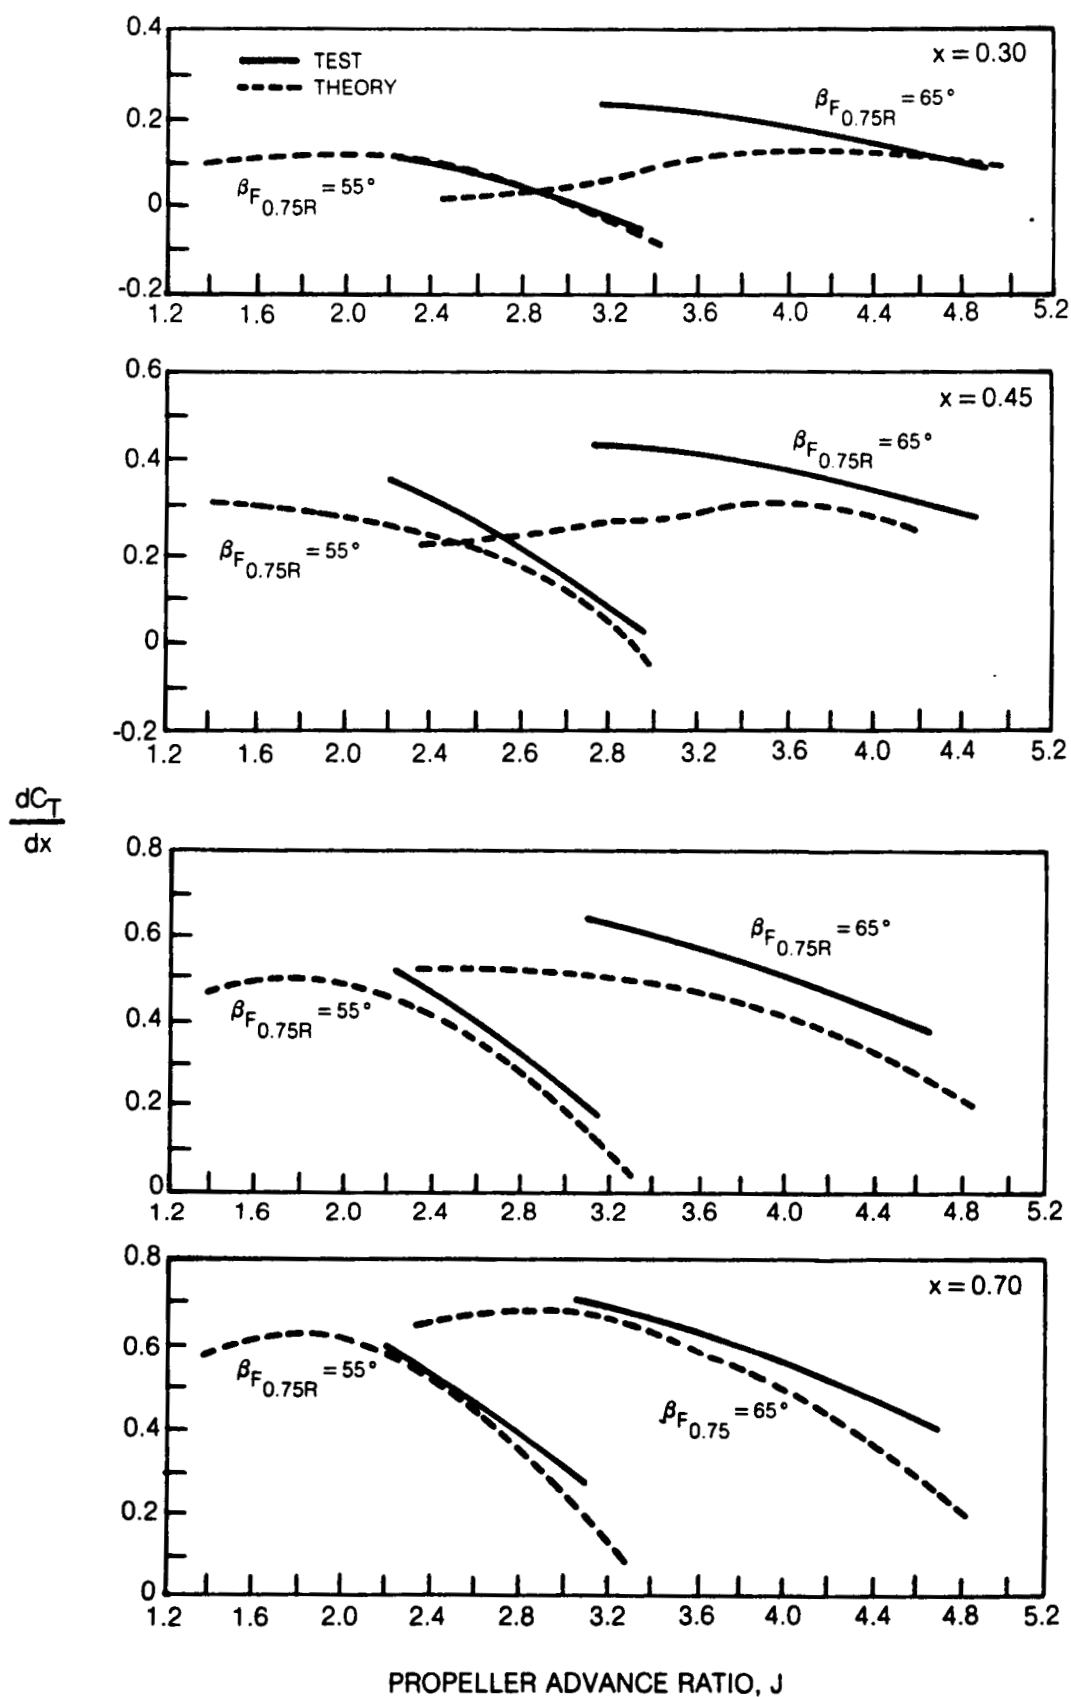 0.4
TEST
THEORY
x = 0.30
βF0.75R = 65°
0.2
βF0.75R = 55°
0
-0.2
1.2 1.6 2.0 2.4 2.8 3.2 3.6 4.0 4.4 4.8 5.2
0.6
x = 0.45
βF0.75R = 65°
0.4
βF0.75R = 55°
0.2
0
-0.2
1.2 1.6 2.0 2.4 2.6 2.8 3.2 3.6 4.0 4.4 5.2
dCT
dx
0.8
0.6
βF0.75R = 65°
βF0.75R = 55°
0.4
0.2
0
1.2 1.6 2.0 2.4 2.8 3.2 3.6 4.0 4.4 4.8 5.2
0.8
x = 0.70
0.6
βF0.75R = 55°
βF0.75 = 65°
0.4
0.2
0
1.2 1.6 2.0 2.4 2.8 3.2 3.6 4.0 4.4 4.8 5.2
PROPELLER ADVANCE RATIO, J